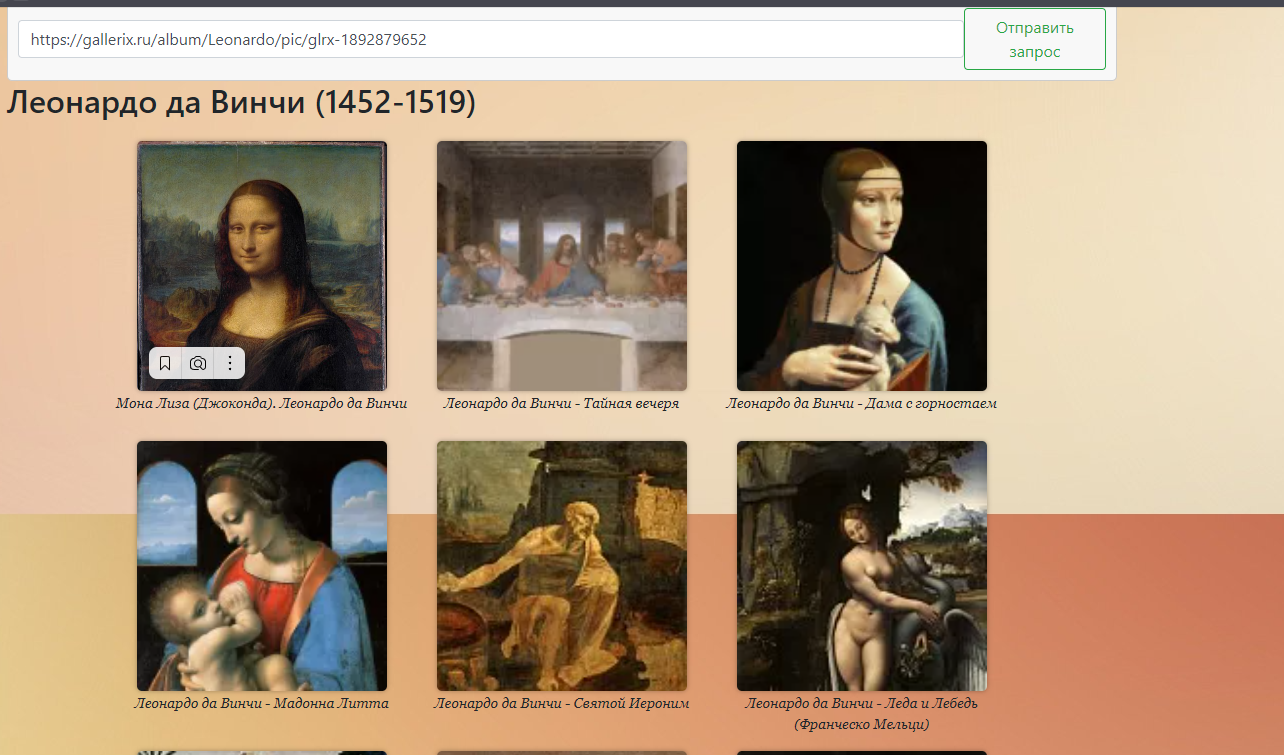 https://gallerix.ru/album/Leonardo/pic/glrx-1892879652
Отправить
запрос
Леонардо да Винчи (1452-1519)
Мона Лиза (Джоконда). Леонардо да Винчи
Леонардо да Винчи - Тайная вечеря
Леонардо да Винчи - Дама с горностаем
Леонардо да Винчи - Мадонна Литта
Леонардо да Винчи - Святой Иероним
Леонардо да Винчи - Леда и Лебедь
(Франческо Мельци)